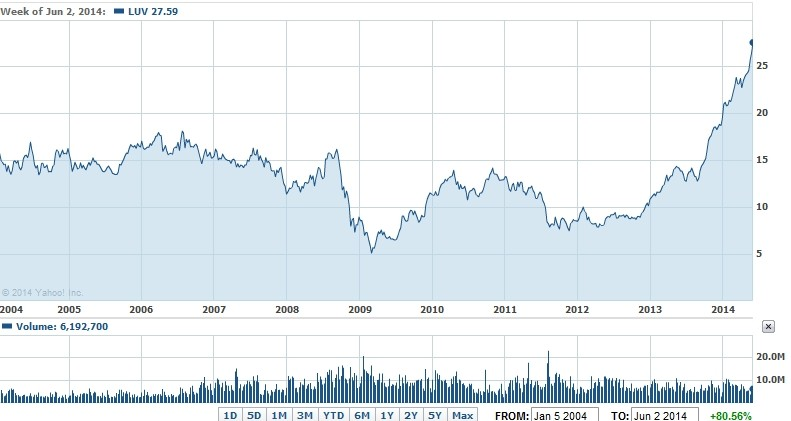 Week of Jun 2, 2014: LUV 27.59
25
20
15
10
5
© 2014 Yahoo! Inc.
2004 2005 2006 2007 2008 2009 2010 2011 2012 2013 2014
Volume: 6,192,700
20.0M
10.0M
1D 5D 1M 3M YTD 6M 1Y 2Y 5Y Max FROM: Jan 5 2004 TO: Jun 2 2014 +80.56%